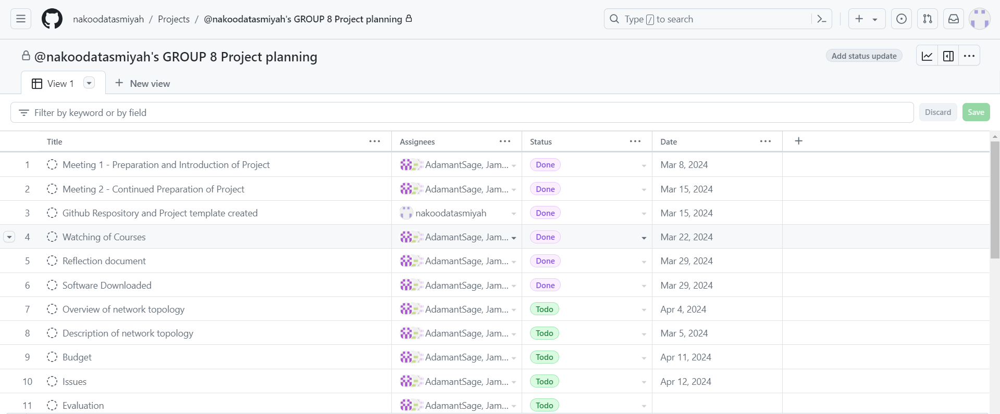 nakoodatasmiyah / Projects / @nakoodatasmiyah's GROUP 8 Project planning
Type / to search
@nakoodatasmiyah's GROUP 8 Project planning
Add status update
View 1
New view
Filter by keyword or by field
Discard
Save
Title Assignees Status Date
1 Meeting 1 - Preparation and Introduction of Project AdamantSage, Jam... Done Mar 8, 2024
2 Meeting 2 - Continued Preparation of Project AdamantSage, Jam... Done Mar 15, 2024
3 Github Respository and Project template created nakoodatasmiyah Done Mar 15, 2024
4 Watching of Courses AdamantSage, Jam... Done Mar 22, 2024
5 Reflection document AdamantSage, Jam... Done Mar 29, 2024
6 Software Downloaded AdamantSage, Jam... Done Mar 29, 2024
7 Overview of network topology AdamantSage, Jam... Todo Apr 4, 2024
8 Description of network topology AdamantSage, Jam... Todo Mar 5, 2024
9 Budget AdamantSage, Jam... Todo Apr 11, 2024
10 Issues AdamantSage, Jam... Todo Apr 12, 2024
11 Evaluation AdamantSage, Jam... Todo